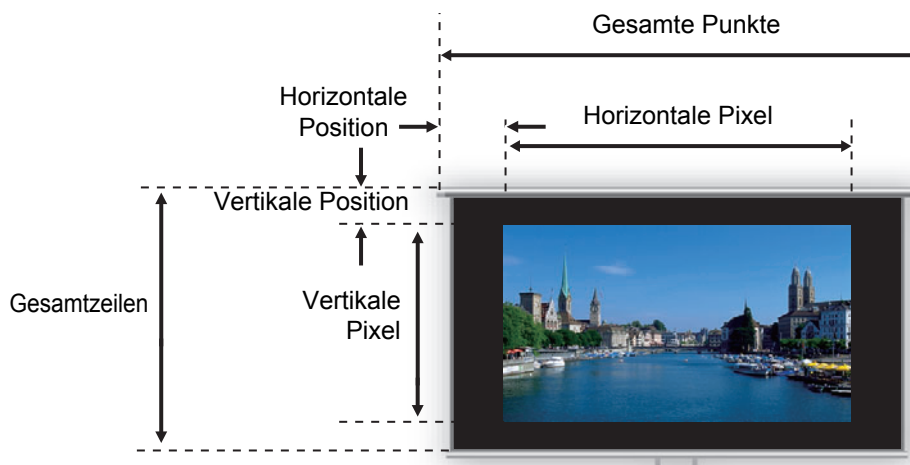 Gesamte Punkte
Horizontale
Position
Horizontale Pixel
Vertikale Position
Gesamtzeilen
Vertikale
Pixel